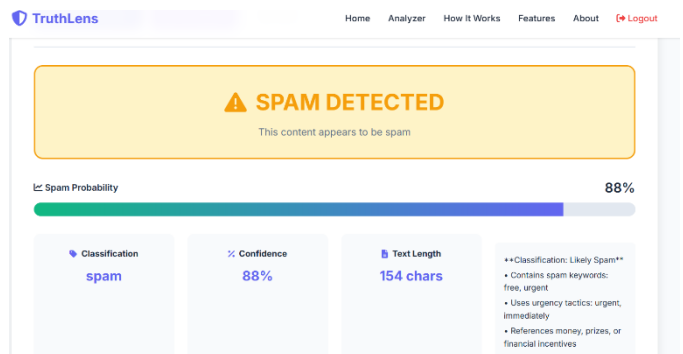 TruthLens
Home Analyzer How It Works Features About Logout
SPAM DETECTED
This content appears to be spam
Spam Probability 88%
Classification
spam
Confidence
88%
Text Length
154 chars
**Classification: Likely Spam**
• Contains spam keywords:
free, urgent
• Uses urgency tactics: urgent,
immediately
• References money, prizes, or
financial incentives